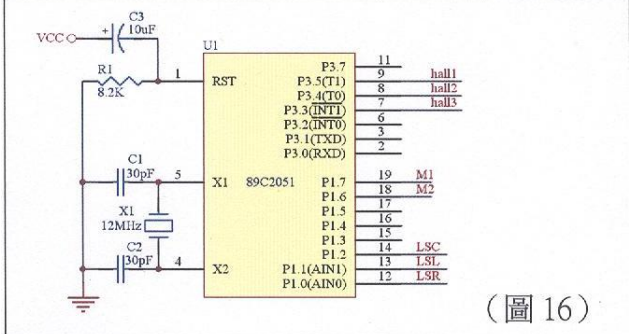 C3
10uF
VCC
+
R1
8.2K
U1
1 RST
P3.7 11
P3.5(T1) 9 hall1
P3.4(T0) 8 hall2
P3.3(INT1) 7 hall3
P3.2(INT0) 6
P3.1(TXD) 3
P3.0(RXD) 2
C1
30pF
5 X1
89C2051
X1
12MHz
C2
30pF
4 X2
P1.7 19 M1
P1.6 18 M2
P1.5 17
P1.4 16
P1.3 15
P1.2 14 LSC
P1.1(AIN1) 13 LSL
P1.0(AIN0) 12 LSR
(圖 16)